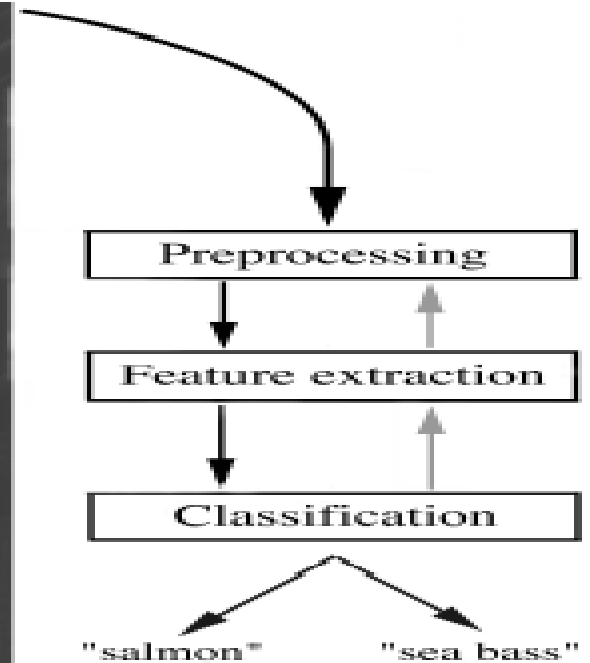 Preprocessing
Feature extraction
Classification
"salmon" "sea bass"